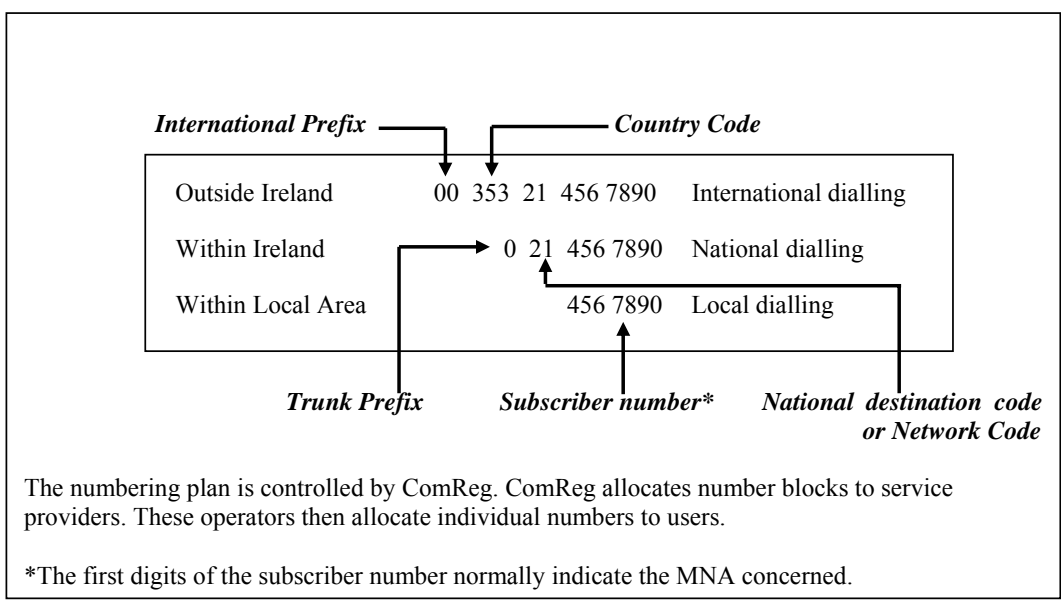 International Prefix Country Code
Outside Ireland 00 353 21 456 7890 International dialling
Within Ireland 0 21 456 7890 National dialling
Within Local Area 456 7890 Local dialling
Trunk Prefix Subscriber number* National destination code
or Network Code
The numbering plan is controlled by ComReg. ComReg allocates number blocks to service
providers. These operators then allocate individual numbers to users.
*The first digits of the subscriber number normally indicate the MNA concerned.